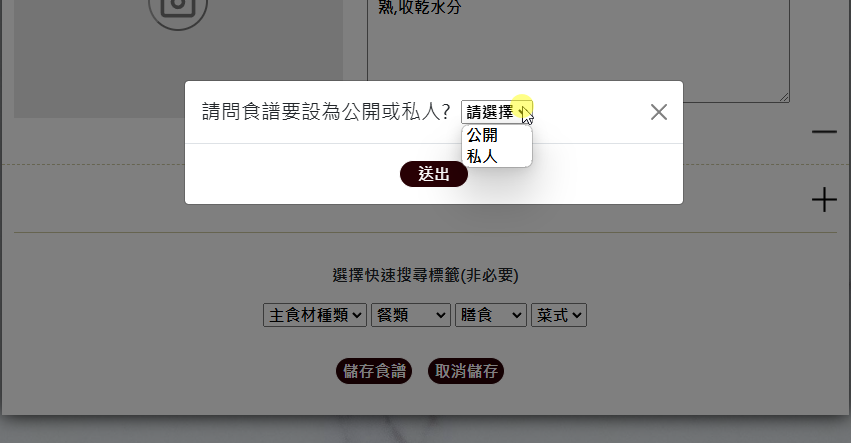 熟,收乾水分
請問食譜要設為公開或私人? 請選擇
公開
私人
送出
選擇快速搜尋標籤(非必要)
主食材種類 餐類 膳食 菜式
儲存食譜 取消儲存